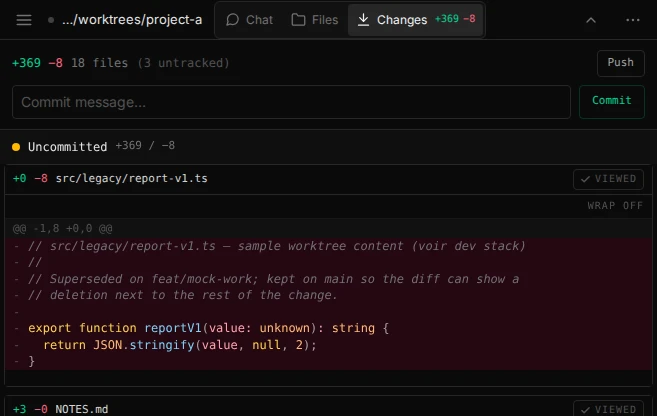 .../worktrees/project-a Chat Files Changes +369 −8
+369 −8 18 files (3 untracked) Push
Commit message... Commit
Uncommitted +369 / −8
+0 −8 src/legacy/report-v1.ts VIEWED
WRAP OFF
@@ -1,8 +0,0 @@
- // src/legacy/report-v1.ts — sample worktree content (voir dev stack)
- //
- // Superseded on feat/mock-work; kept on main so the diff can show a
- // deletion next to the rest of the change.
-
- export function reportV1(value: unknown): string {
- return JSON.stringify(value, null, 2);
- }
+3 −0 NOTES.md VIEWED